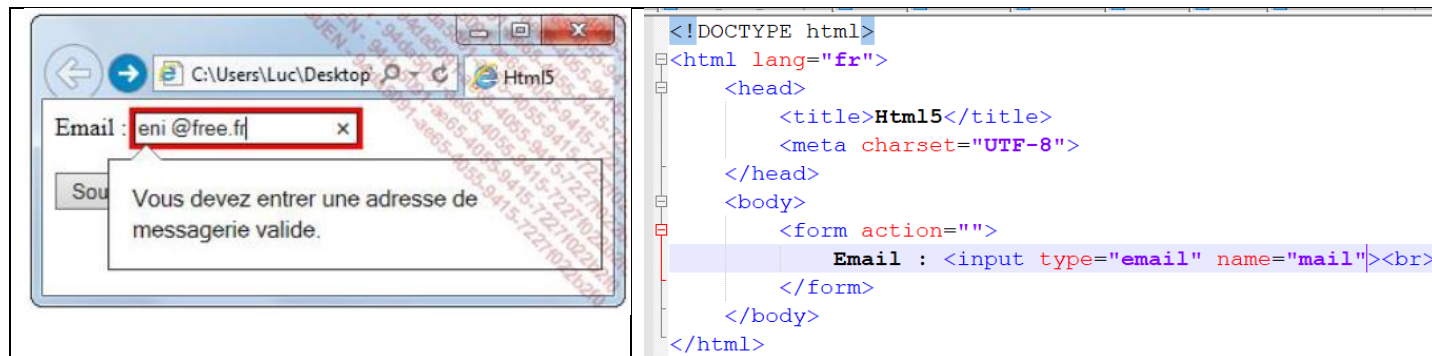 C:\Users\Luc\Desktop
Html5
Email : eni @free.fr
Sou
Vous devez entrer une adresse de
messagerie valide.
<!DOCTYPE html>
<html lang="fr">
<head>
<title>Html5</title>
<meta charset="UTF-8">
</head>
<body>
<form action="">
Email : <input type="email" name="mail"><br>
</form>
</body>
</html>